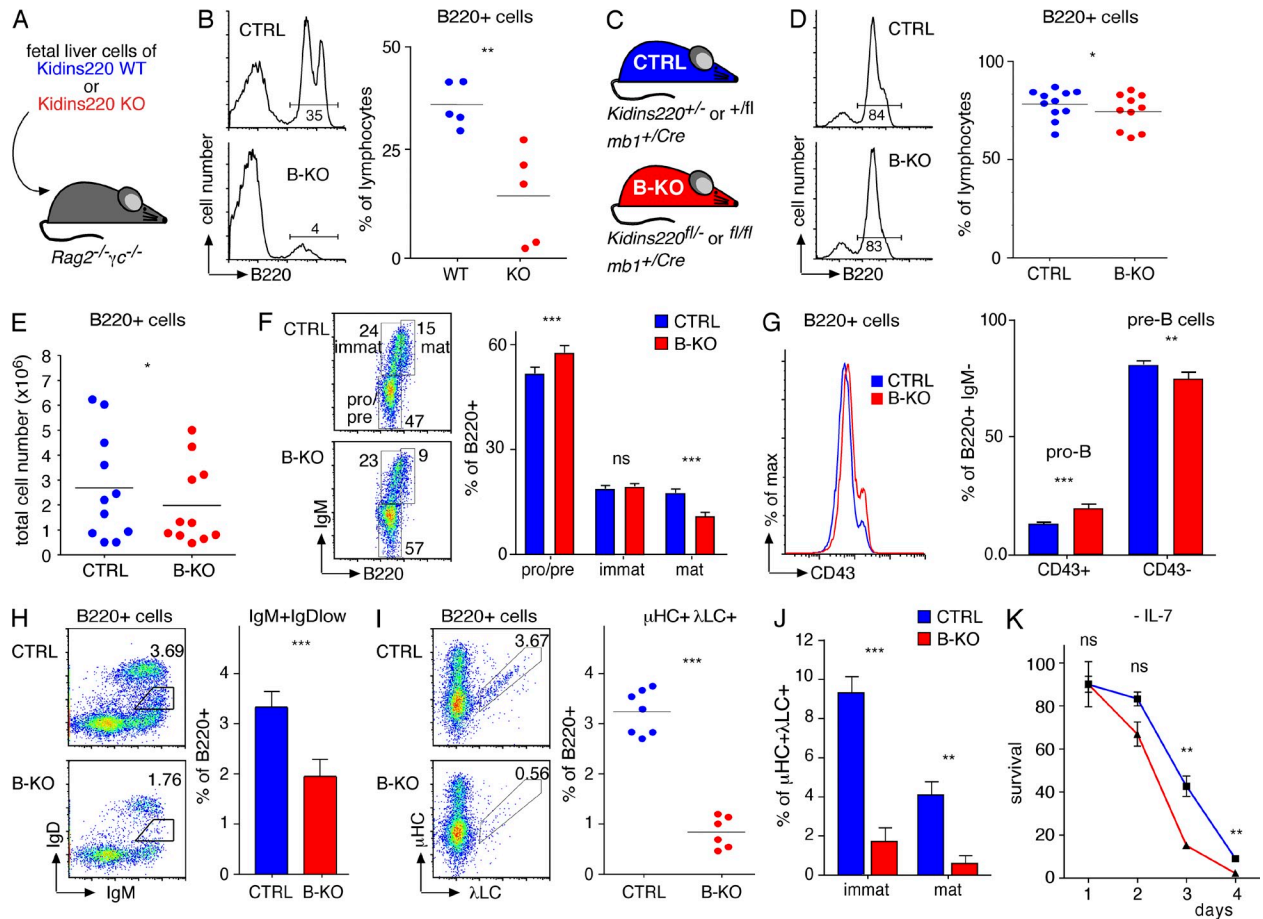 A
fetal liver cells of
Kidins220 WT
or
Kidins220 KO
Rag2-/-γc-/-
B
CTRL
35
B-KO
4
cell number
B220
B220+ cells
**
50
25
0
% of lymphocytes
WT
KO
C
CTRL
Kidins220+/- or +/fl
mb1+/Cre
B-KO
Kidins220fl/- or fl/fl
mb1+/Cre
D
CTRL
84
B-KO
83
cell number
B220
B220+ cells
*
100
50
0
% of lymphocytes
CTRL
B-KO
E
B220+ cells
*
8
7
6
5
4
3
2
1
0
total cell number (x106)
CTRL
B-KO
F
CTRL
24
15
immat
mat
pro/
pre
47
B-KO
23
9
57
IgM
B220
CTRL
B-KO
***
ns
***
60
30
0
% of B220+
pro/pre
immat
mat
G
B220+ cells
CTRL
B-KO
% of max
CD43
pre-B cells
**
pro-B
***
100
50
0.0
% of B220+ IgM-
CD43+
CD43-
H
B220+ cells
CTRL
3.69
B-KO
1.76
IgD
IgM
IgM+IgDlow
***
4
3
2
1
0
% of B220+
CTRL
B-KO
I
B220+ cells
CTRL
3.67
B-KO
0.56
μHC
λLC
μHC+ λLC+
***
4
3
2
1
0
% of B220+
CTRL
B-KO
J
CTRL
B-KO
***
**
12
10
8
6
4
2
0
% of μHC+λLC+
immat
mat
K
- IL-7
ns
ns
**
**
100
80
60
40
20
0
survival
1
2
3
4
days